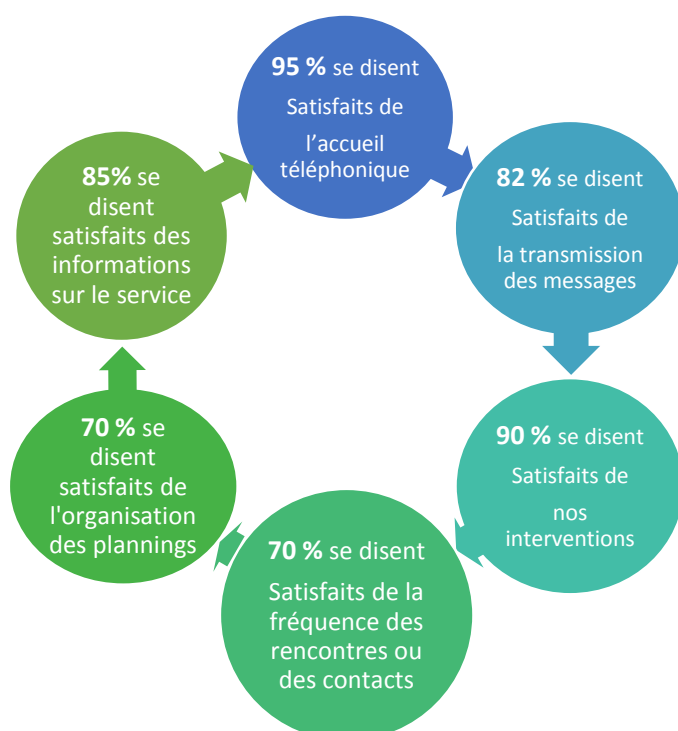 95 % se disent
Satisfaits de
l’accueil
téléphonique
82 % se disent
Satisfaits de
la transmission
des messages
90 % se disent
Satisfaits de
nos
interventions
70 % se disent
Satisfaits de la
fréquence des
rencontres ou
des contacts
70 % se
disent
satisfaits de
l'organisation
des plannings
85% se
disent
satisfaits des
informations
sur le service